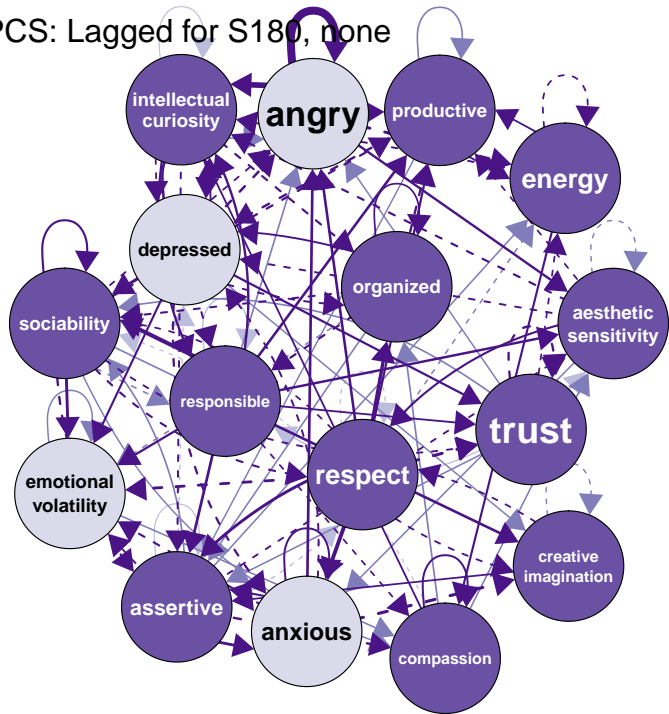 PCS: Lagged for S180, none
intellectual
curiosity
angry
productive
energy
depressed
organized
sociability
aesthetic
sensitivity
responsible
trust
respect
emotional
volatility
creative
imagination
assertive
anxious
compassion